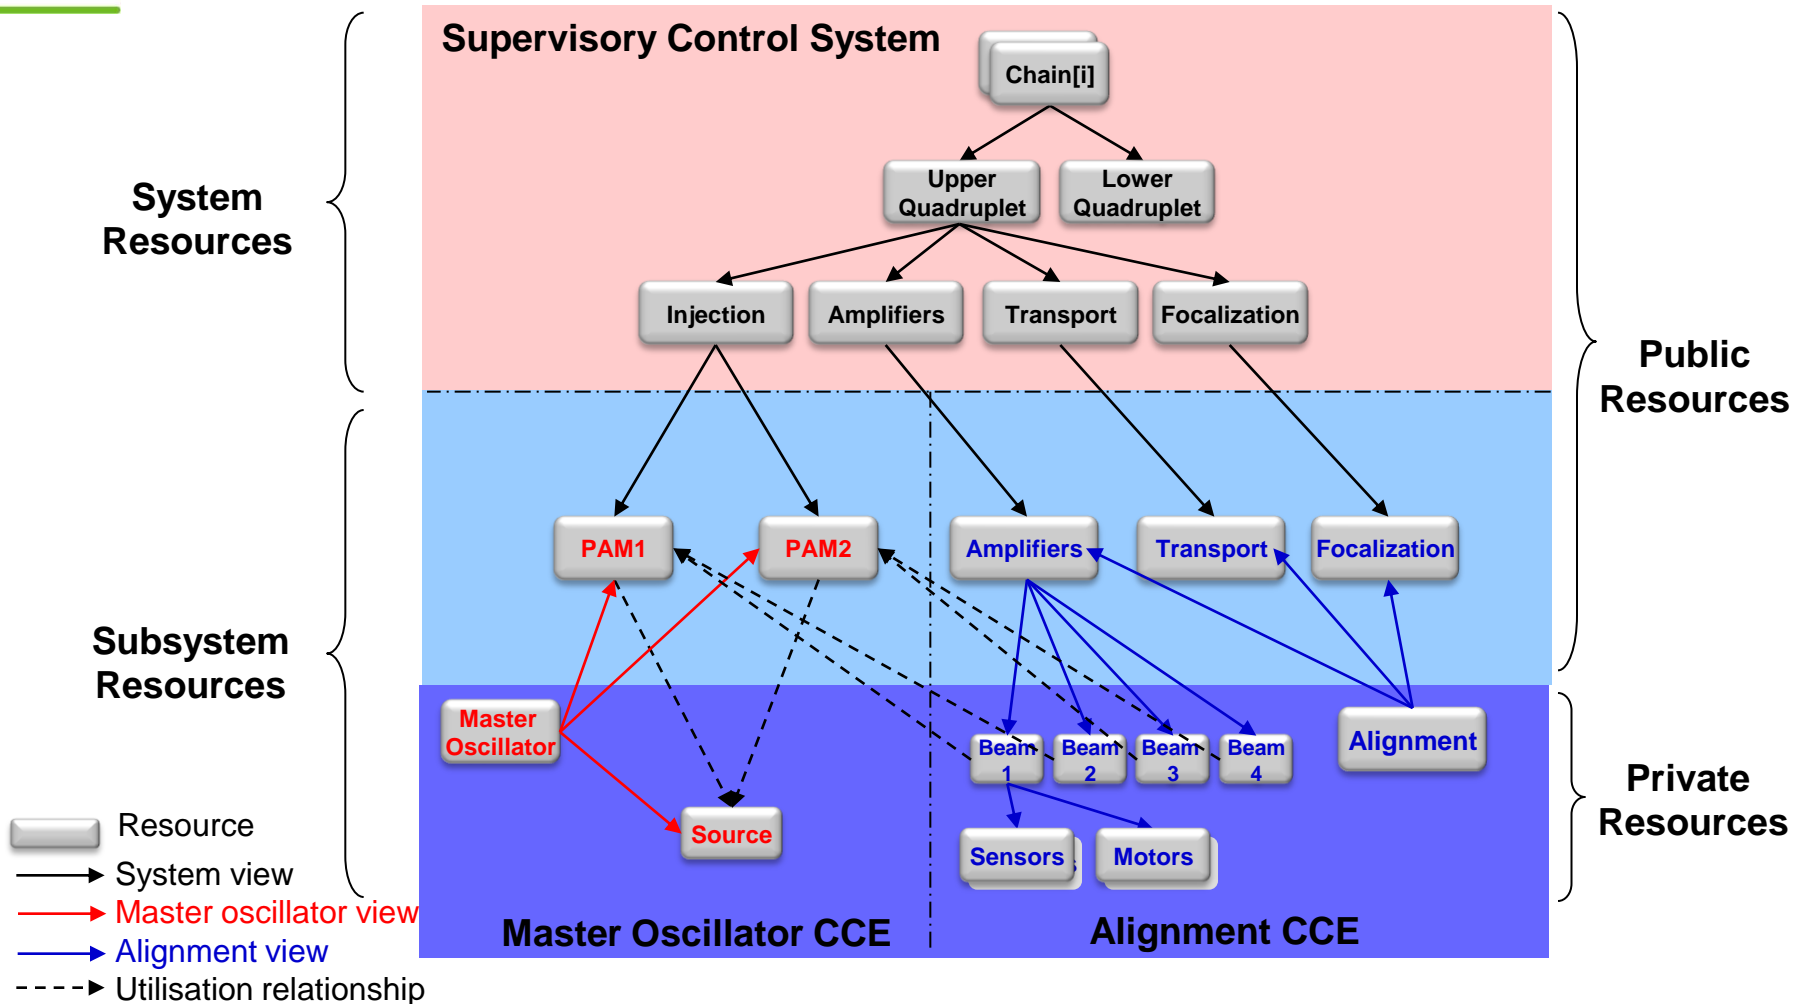 Supervisory Control System
Chain[i]
Upper
Quadruplet
Lower
Quadruplet
System
Resources
Injection
Amplifiers
Transport
Focalization
Public
Resources
PAM1
PAM2
Amplifiers
Transport
Focalization
Subsystem
Resources
Master
Oscillator
Beam
1
Beam
2
Beam
3
Beam
4
Alignment
Private
Resources
Source
Sensors
s
Motors
Resource
System view
Master oscillator view
Alignment view
Utilisation relationship
Master Oscillator CCE
Alignment CCE